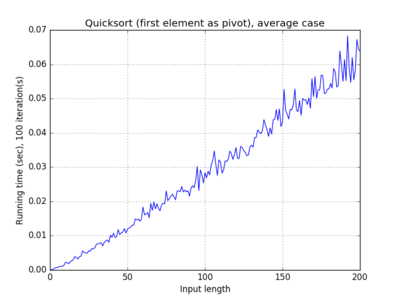 Quicksort (first element as pivot), average case
0.07
0.06
0.05
0.04
0.03
0.02
0.01
0.00
0 50 100 150 200
Running time (sec), 100 iteration(s)
Input length